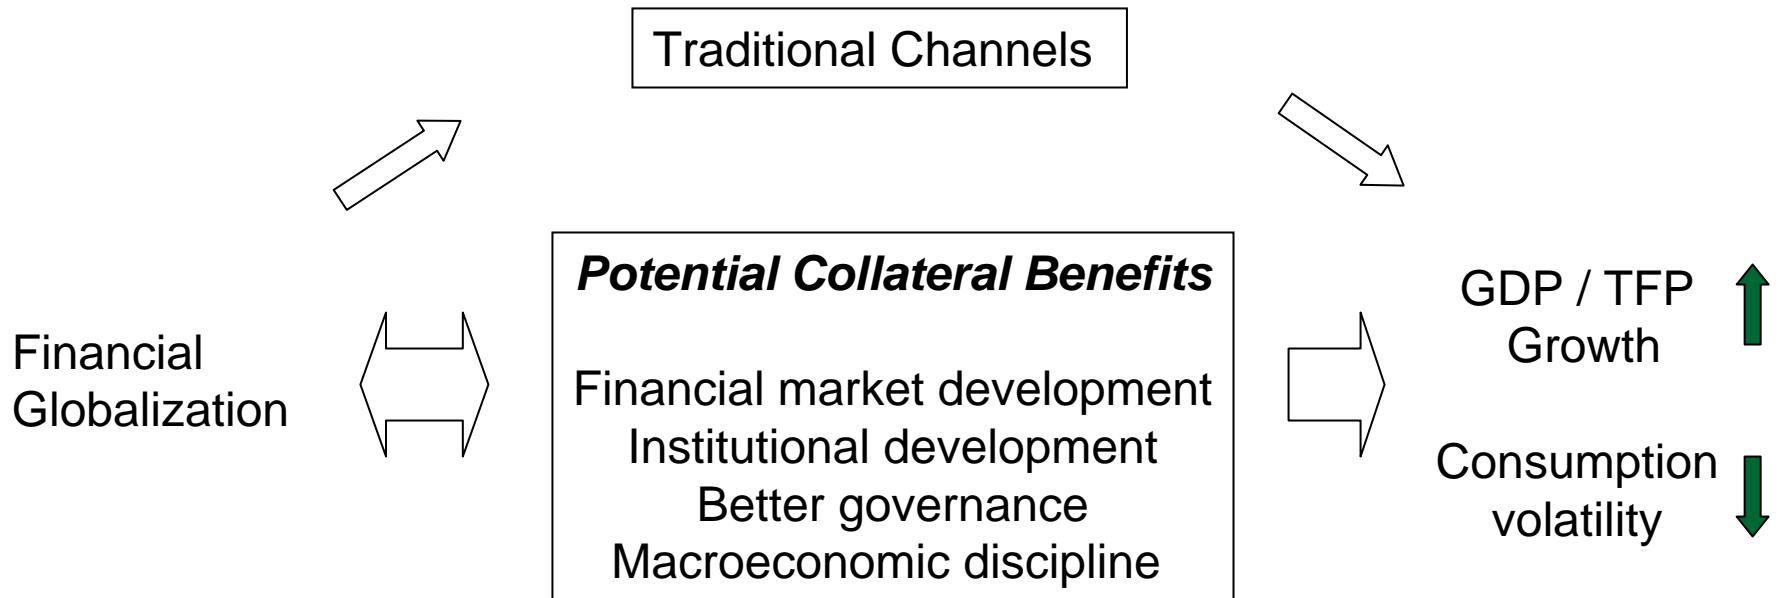 Traditional Channels
Financial
Globalization
Potential Collateral Benefits
Financial market development
Institutional development
Better governance
Macroeconomic discipline
GDP / TFP
Growth
Consumption
volatility